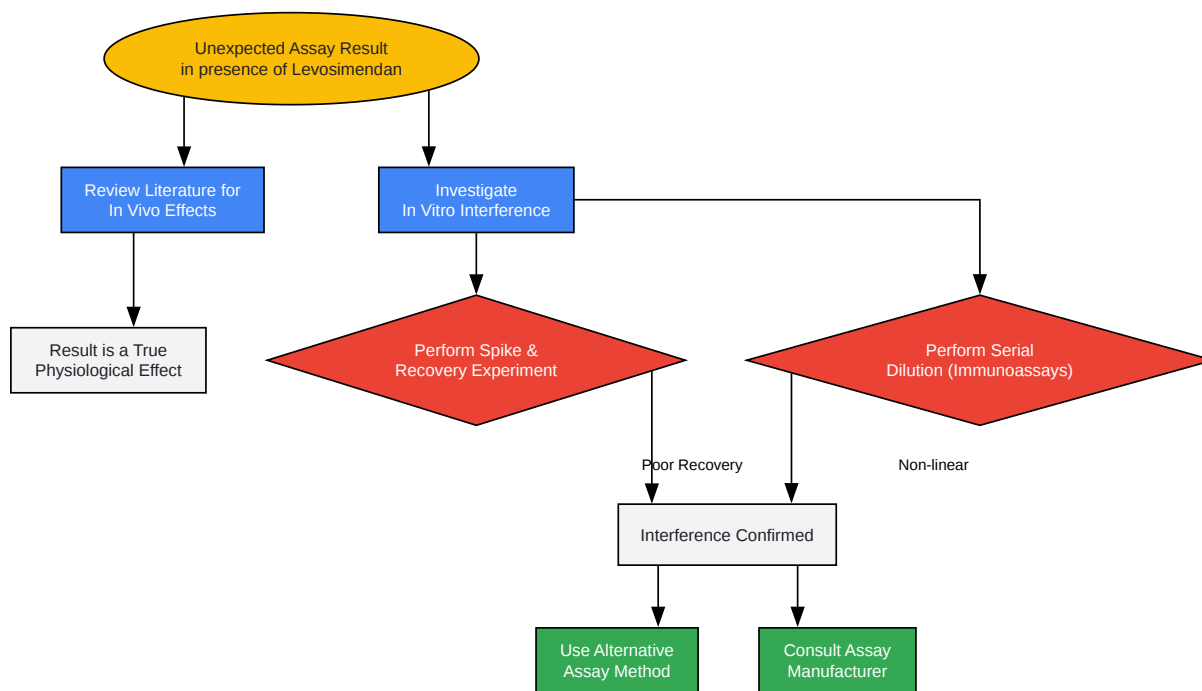 Unexpected Assay Result
in presence of Levosimendan
Review Literature for
In Vivo Effects
Investigate
In Vitro Interference
Result is a True
Physiological Effect
Perform Spike &
Recovery Experiment
Perform Serial
Dilution (Immunoassays)
Poor Recovery
Non-linear
Interference Confirmed
Use Alternative
Assay Method
Consult Assay
Manufacturer